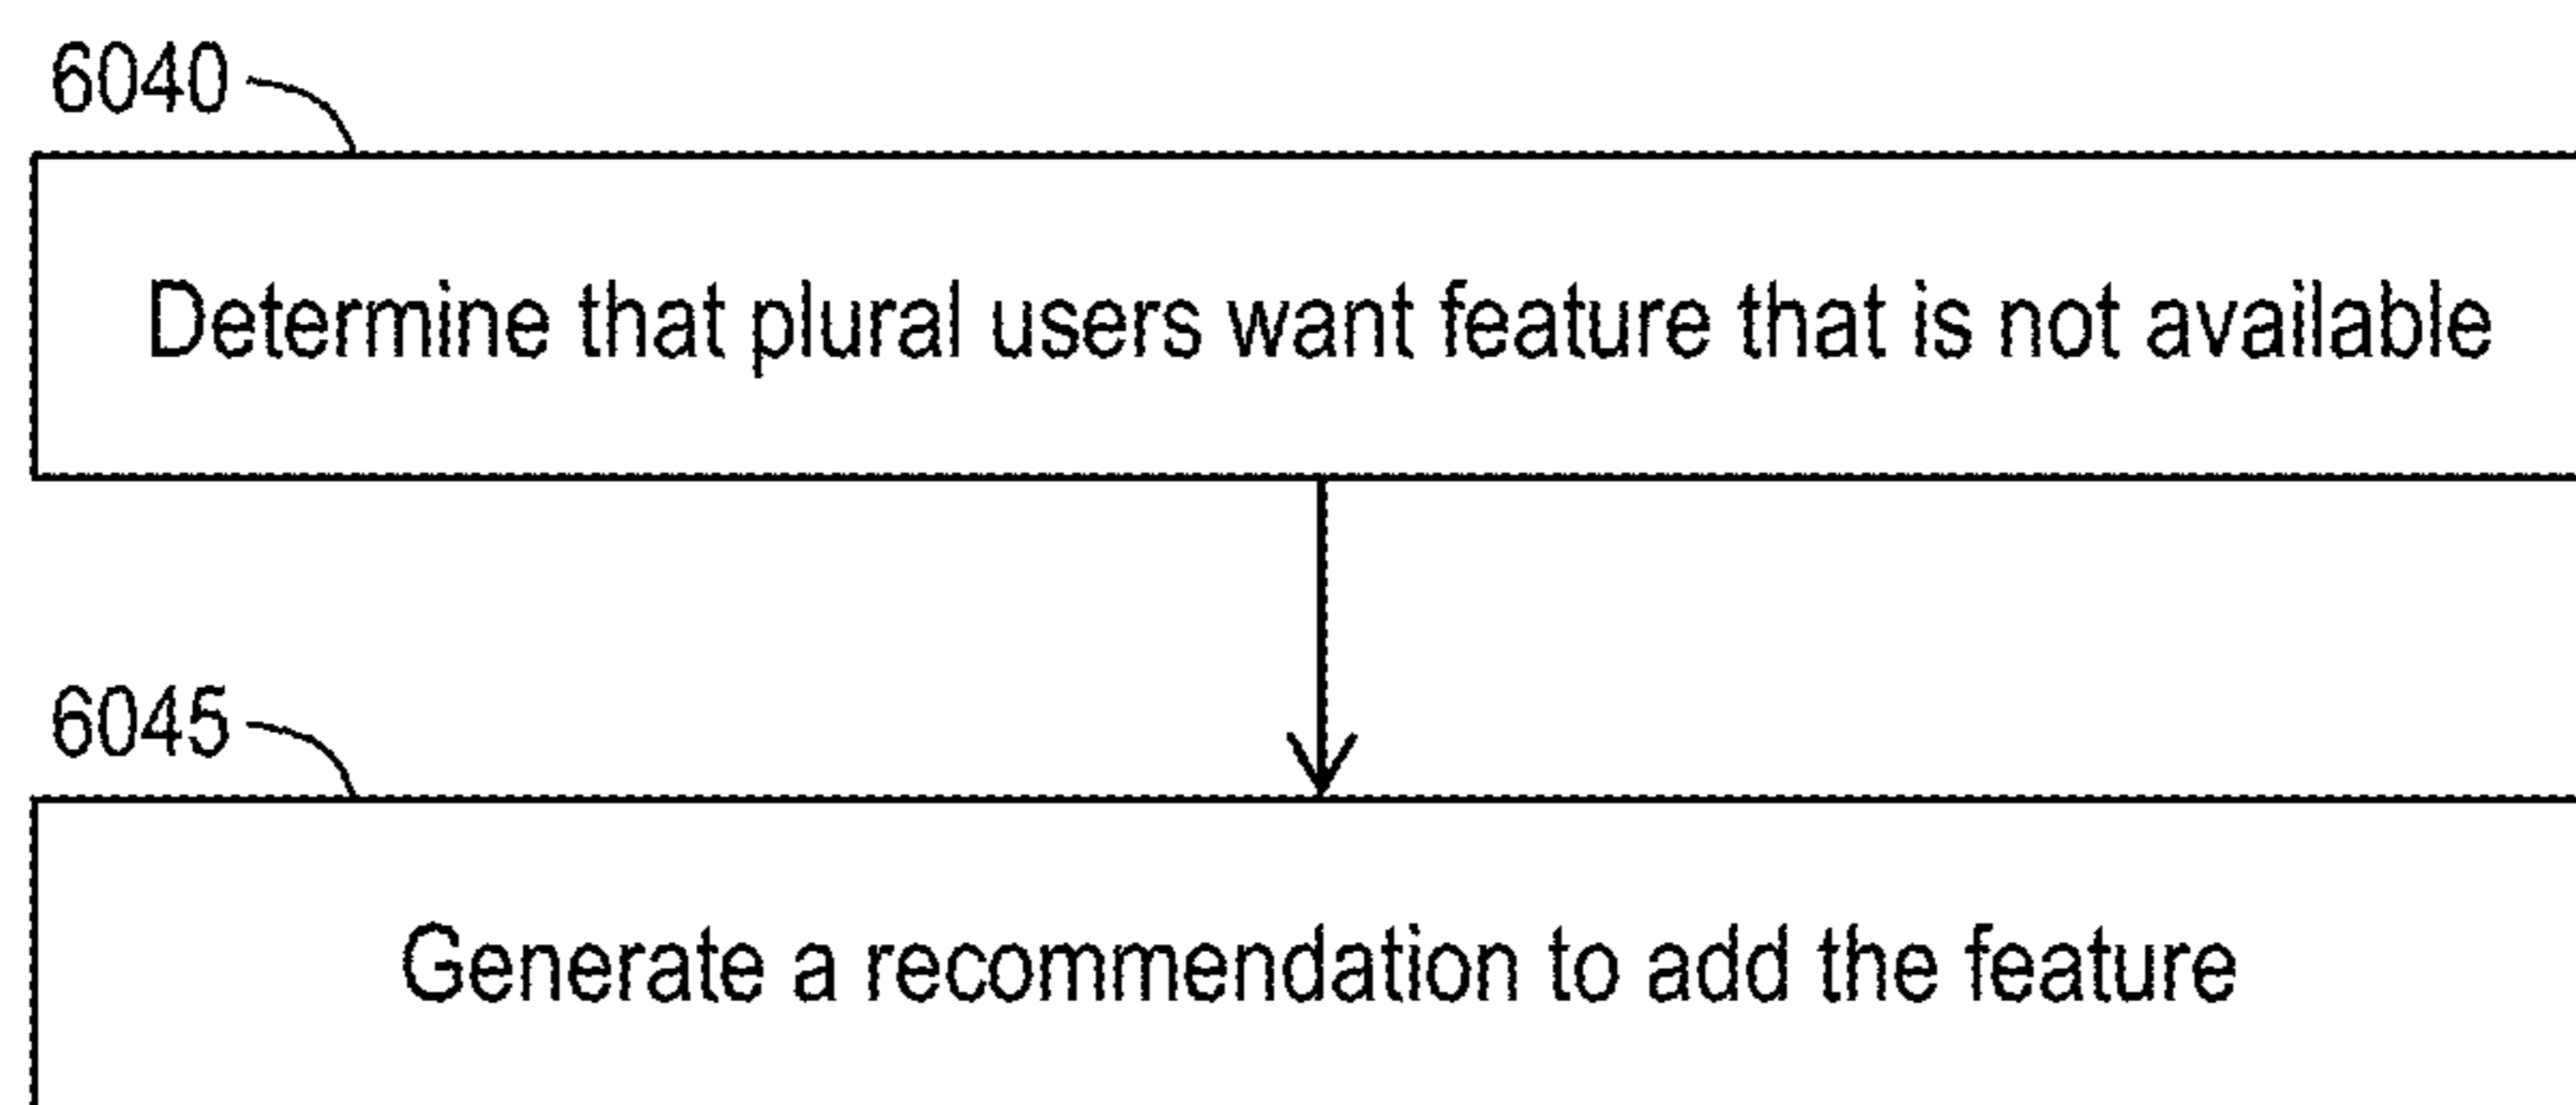 6040
Determine that plural users want feature that is not available
6045
Generate a recommendation to add the feature